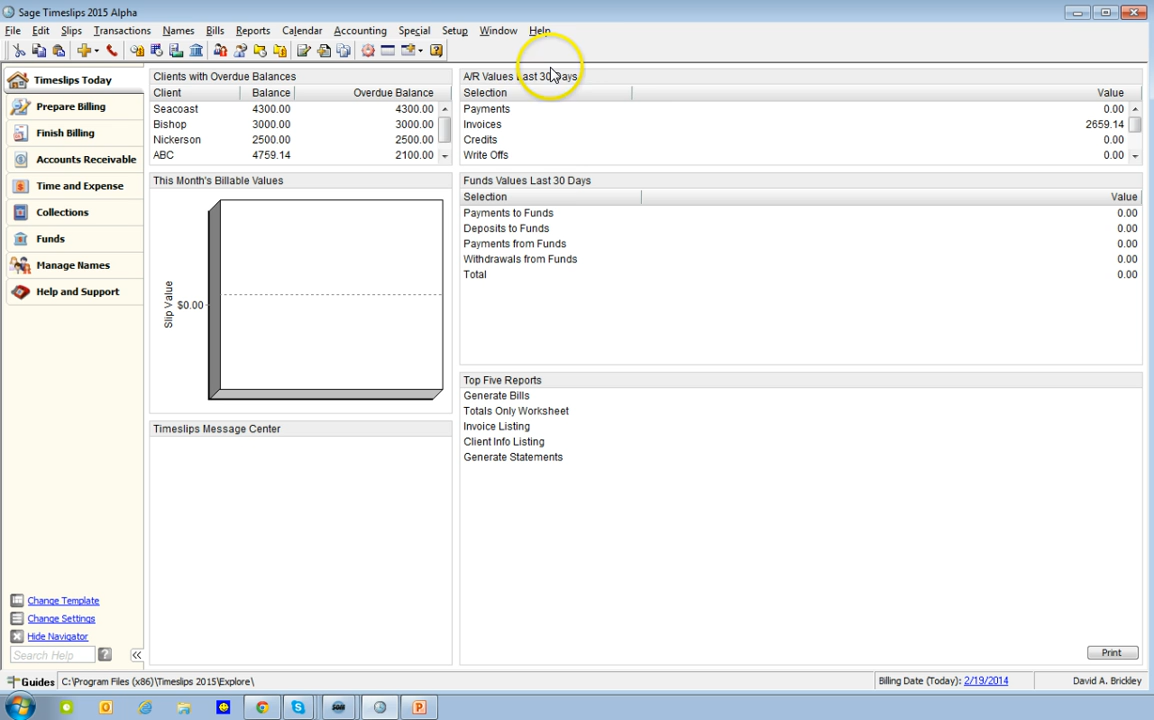 Sage Timeslips 2015 Alpha
File Edit Slips Transactions Names Bills Reports Calendar Accounting Special Setup Window Help
Timeslips Today
Prepare Billing
Finish Billing
Accounts Receivable
Time and Expense
Collections
Funds
Manage Names
Help and Support
Change Template
Change Settings
Hide Navigator
Search Help
Clients with Overdue Balances
Client Balance Overdue Balance
Seacoast 4300.00 4300.00
Bishop 3000.00 3000.00
Nickerson 2500.00 2500.00
ABC 4759.14 2100.00
This Month's Billable Values
Slip Value
$0.00
Timeslips Message Center
A/R Values Last 30 Days
Selection Value
Payments 0.00
Invoices 2659.14
Credits 0.00
Write Offs 0.00
Funds Values Last 30 Days
Selection Value
Payments to Funds 0.00
Deposits to Funds 0.00
Payments from Funds 0.00
Withdrawals from Funds 0.00
Total 0.00
Top Five Reports
Generate Bills
Totals Only Worksheet
Invoice Listing
Client Info Listing
Generate Statements
Print
Guides C:\Program Files (x86)\Timeslips 2015\Explore\ Billing Date (Today): 2/19/2014 David A. Brickley